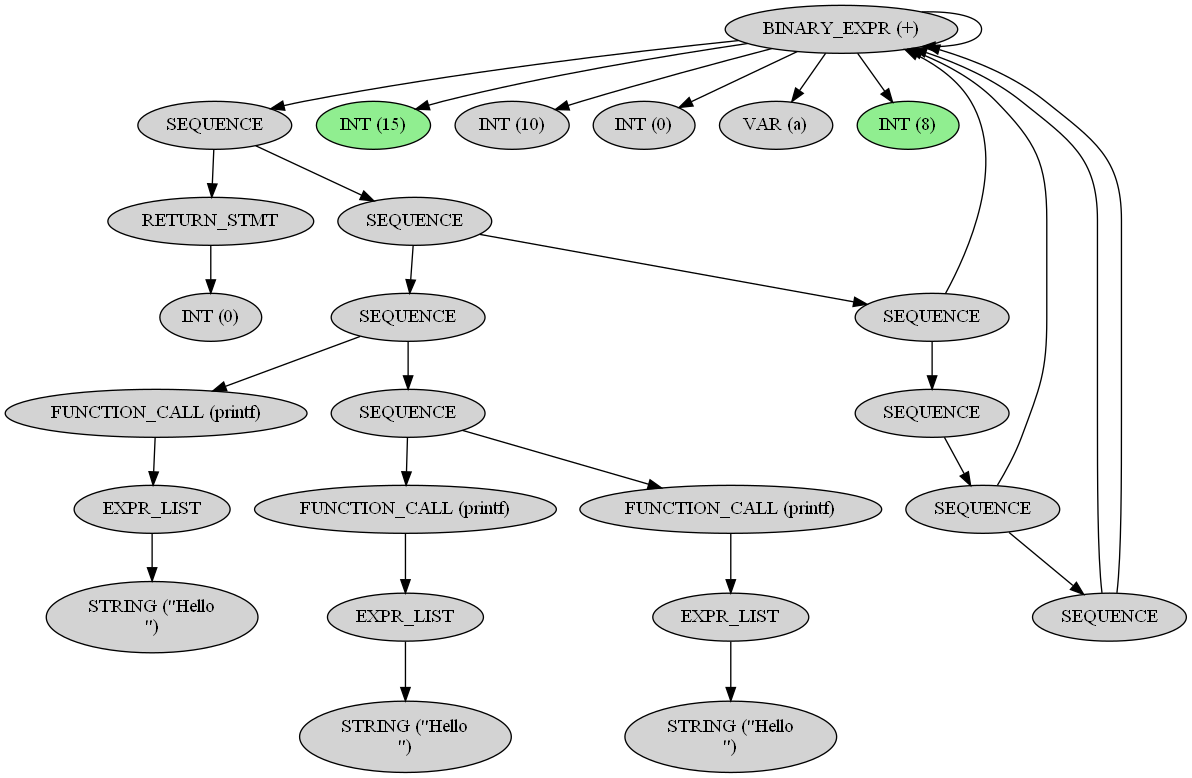 BINARY_EXPR (+)
SEQUENCE
INT (15)
INT (10)
INT (0)
VAR (a)
INT (8)
RETURN_STMT
SEQUENCE
INT (0)
SEQUENCE
SEQUENCE
FUNCTION_CALL (printf)
SEQUENCE
SEQUENCE
EXPR_LIST
FUNCTION_CALL (printf)
FUNCTION_CALL (printf)
SEQUENCE
STRING ("Hello
")
EXPR_LIST
EXPR_LIST
SEQUENCE
STRING ("Hello
")
STRING ("Hello
")